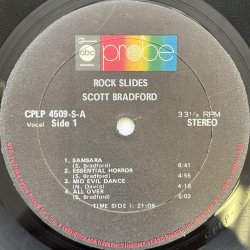 abc
probe
ROCK SLIDES
SCOTT BRADFORD
CPLP 4509-S-A
Vocal Side 1
33 1/3 RPM
STEREO
1. SAMSARA
(S. Bradford) 6:41
2. ESSENTIAL HORROR
(S. Bradford) 4:55
3. MID EVIL DANCE
(N. Davis) 4:16
4. ALL OVER
(S. Bradford) 5:02
TIME SIDE I: 21:09